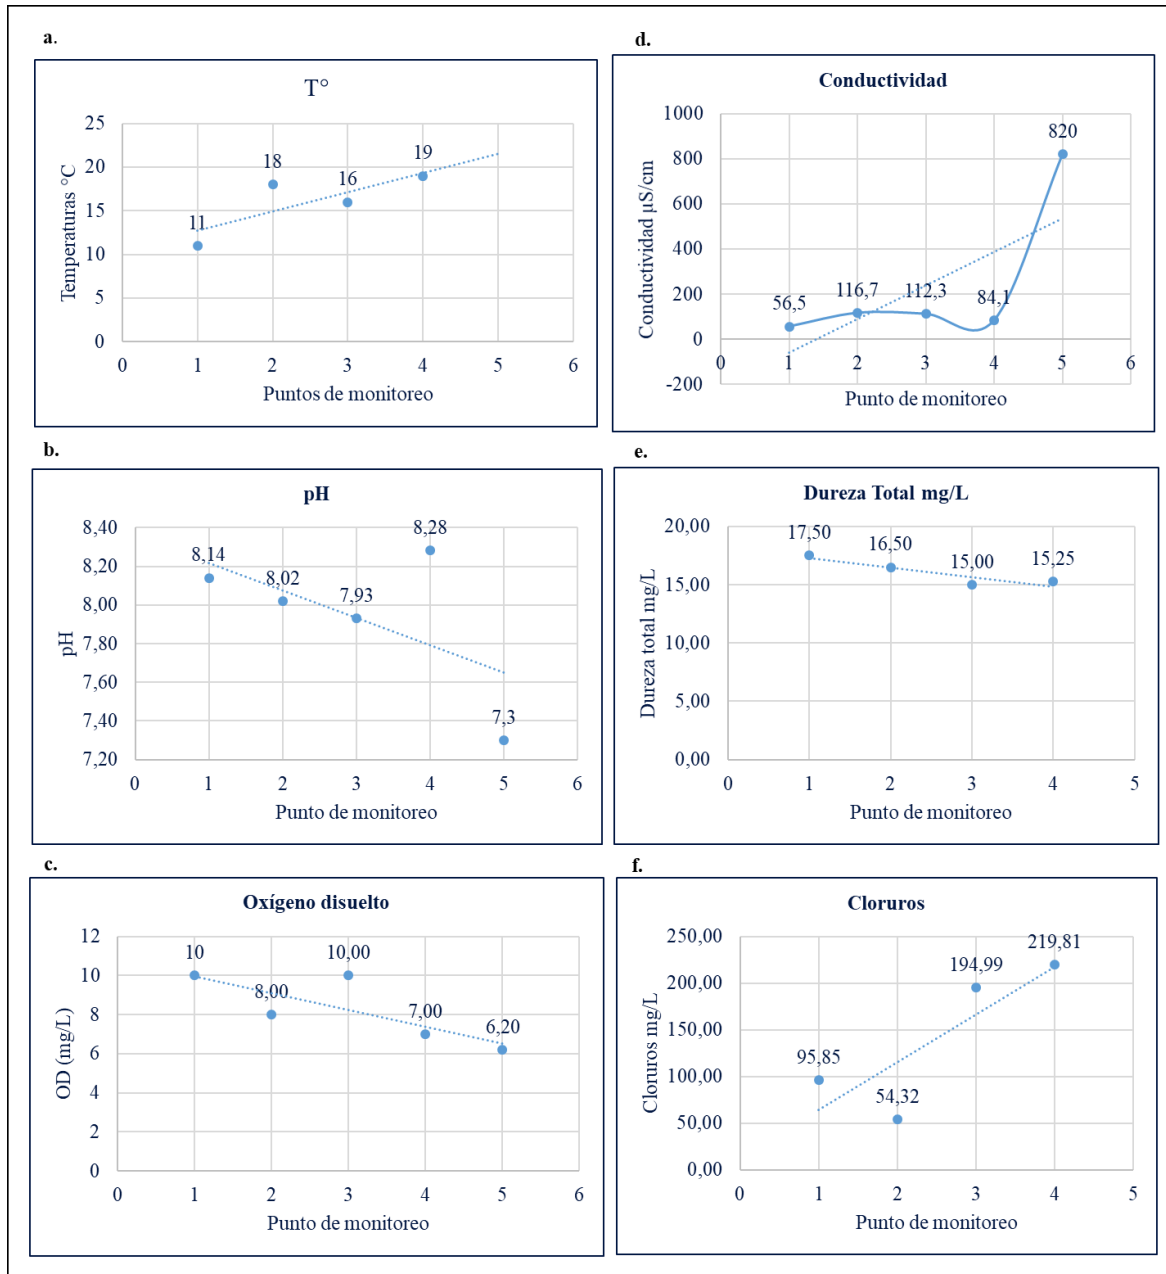 a.
T°
25
20
15
10
5
0
11
18
16
19
0 1 2 3 4 5 6
Temperaturas °C
Puntos de monitoreo
b.
pH
8,40
8,20
8,00
7,80
7,60
7,40
7,20
8,14
8,02
7,93
8,28
7,3
0 1 2 3 4 5 6
pH
Punto de monitoreo
c.
Oxígeno disuelto
12
10
8
6
4
2
0
10
8,00
10,00
7,00
6,20
0 1 2 3 4 5 6
OD (mg/L)
Punto de monitoreo
d.
Conductividad
1000
800
600
400
200
0
-200
56,5
116,7
112,3
84,1
820
0 1 2 3 4 5 6
Conductividad µS/cm
Punto de monitoreo
e.
Dureza Total mg/L
20,00
15,00
10,00
5,00
0,00
17,50
16,50
15,00
15,25
0 1 2 3 4 5
Dureza total mg/L
Punto de monitoreo
f.
Cloruros
250,00
200,00
150,00
100,00
50,00
0,00
95,85
54,32
194,99
219,81
0 1 2 3 4 5
Cloruros mg/L
Punto de monitoreo